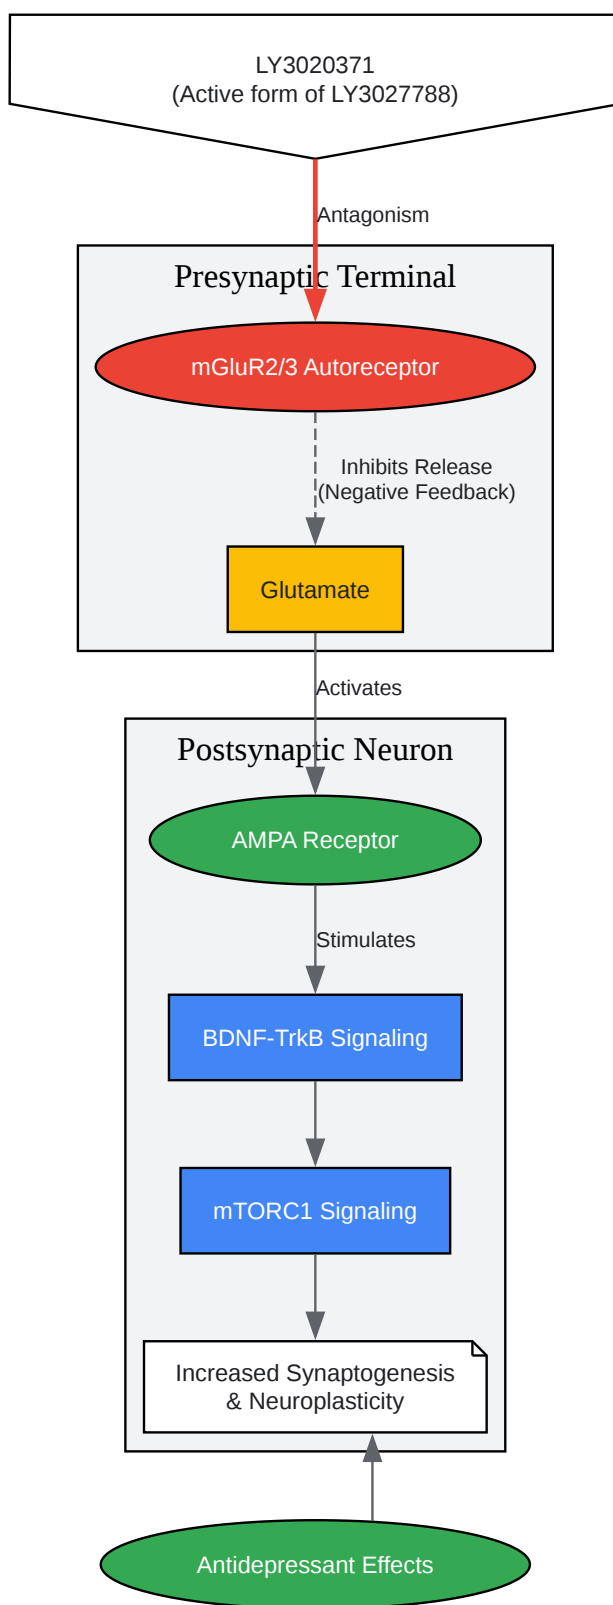 LY3020371
(Active form of LY3027788)
Antagonism
Presynaptic Terminal
mGluR2/3 Autoreceptor
Inhibits Release
(Negative Feedback)
Glutamate
Activates
Postsynaptic Neuron
AMPA Receptor
Stimulates
BDNF-TrkB Signaling
mTORC1 Signaling
Increased Synaptogenesis
& Neuroplasticity
Antidepressant Effects